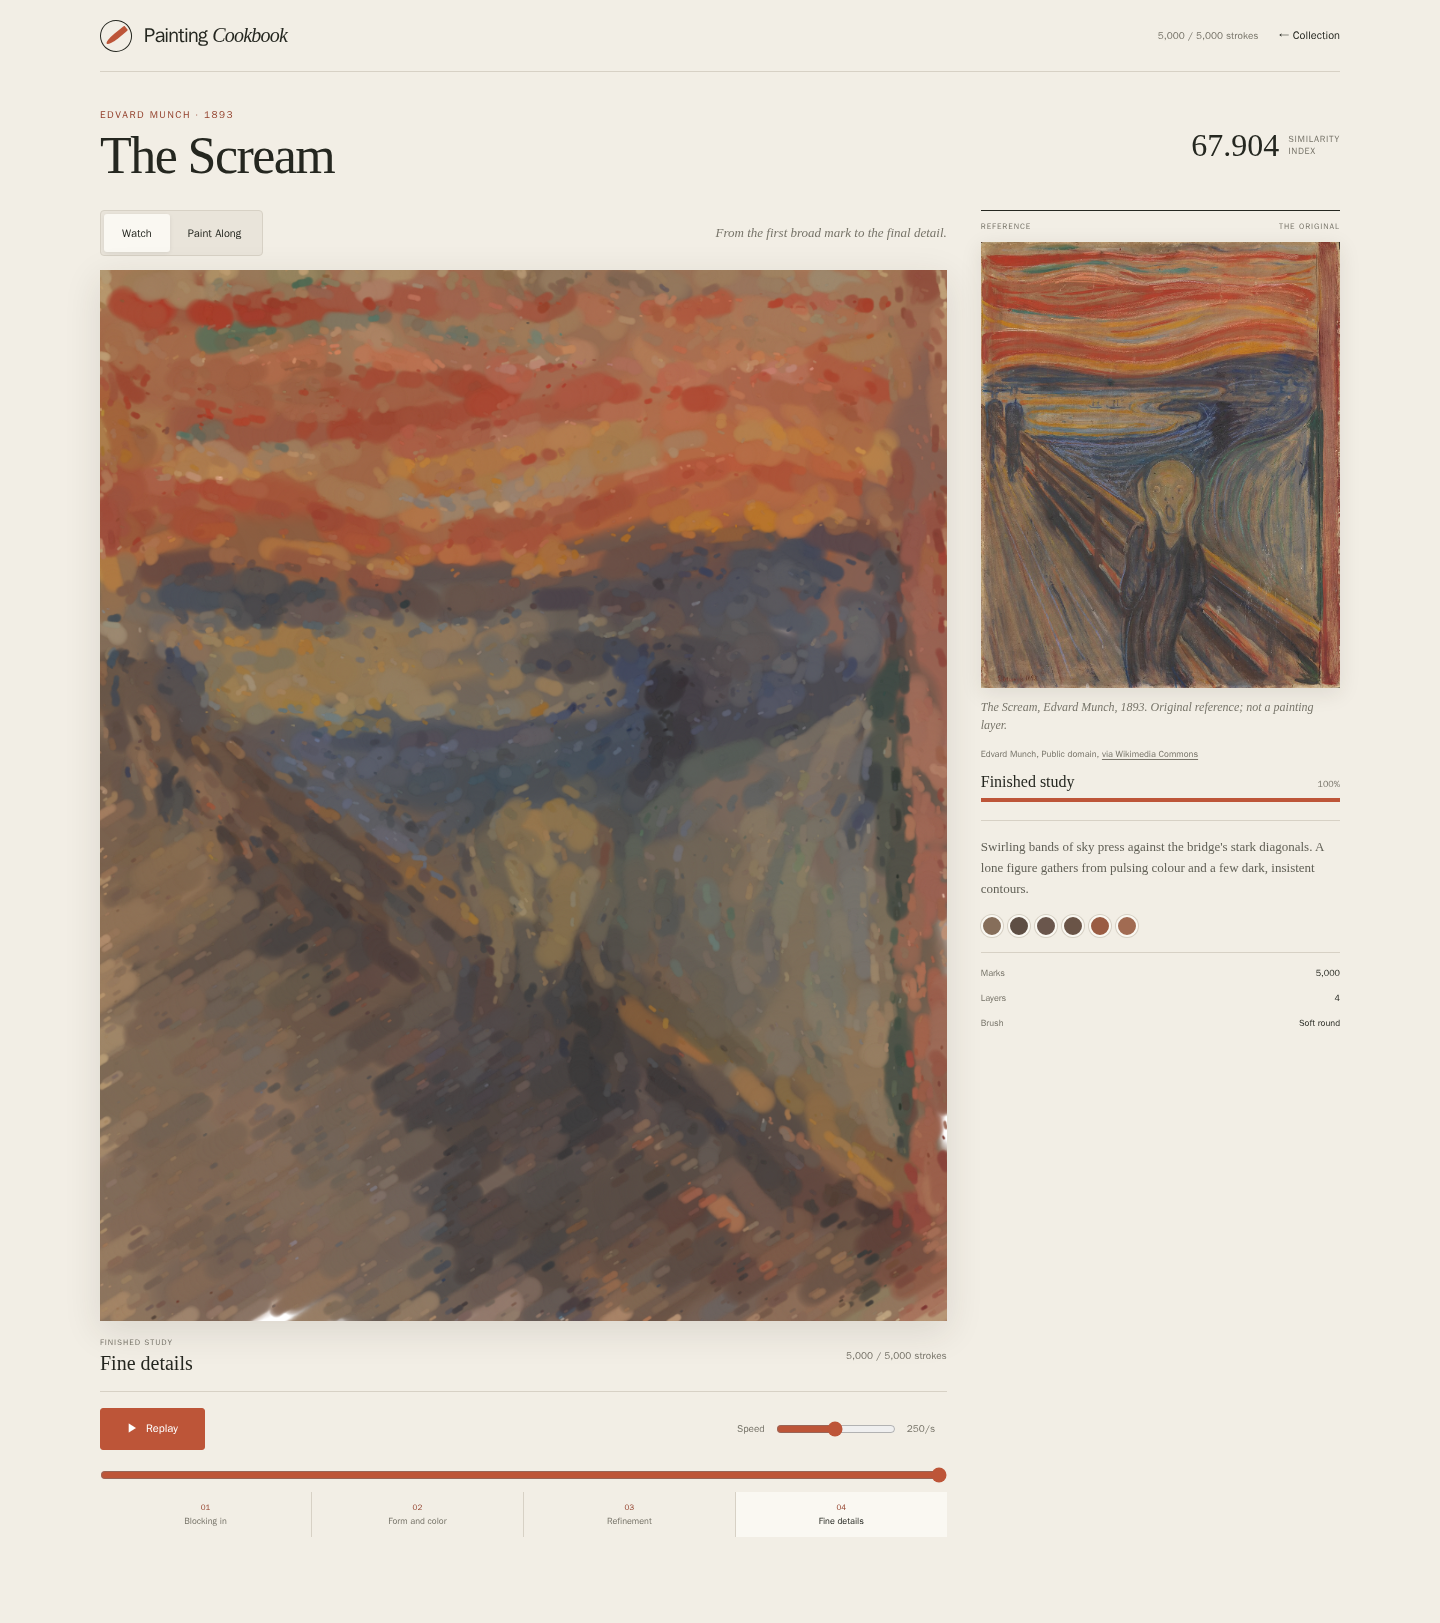 Painting Cookbook
5,000 / 5,000 strokes
← Collection
EDVARD MUNCH · 1893
The Scream
67.904
SIMILARITY
INDEX
Watch
Paint Along
From the first broad mark to the final detail.
REFERENCE
THE ORIGINAL
The Scream, Edvard Munch, 1893. Original reference; not a painting
layer.
Edvard Munch, Public domain, via Wikimedia Commons
Finished study
100%
Swirling bands of sky press against the bridge's stark diagonals. A
lone figure gathers from pulsing colour and a few dark, insistent
contours.
Marks
5,000
Layers
4
Brush
Soft round
FINISHED STUDY
Fine details
5,000 / 5,000 strokes
Replay
Speed
250/s
01
Blocking in
02
Form and color
03
Refinement
04
Fine details